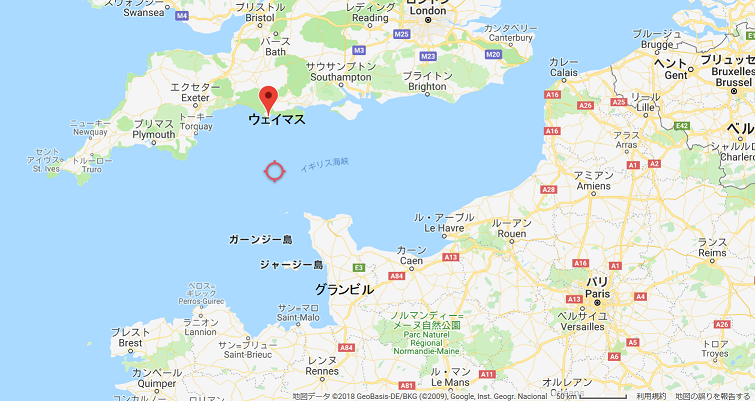 スウォンジー
Swansea
M4
ブリストル
Bristol
レディング
Reading
ロンドン
London
カンタベリー
Canterbury
M25
M3
M23
M20
バース
Bath
ブルージュ
Brugge
ヘント
Gent
E1
ブリュッセ
Bruxelles
Brussel
カレー
Calais
サウサンプトン
Southampton
ブライトン
Brighton
エクセター
Exeter
ウェイマス
トーキー
Torquay
プリマス
Plymouth
ニューキー
Newquay
セント
アイヴス
St. Ives
トルーロー
Truro
A16
A26
リール
Lille
E42
ベル
シャルルロ
Charleroi
アラス
Arras
A1
A2
A26
A16
イギリス海峡
アミアン
Amiens
A28
A29
ル・アーブル
Le Havre
ルーアン
Rouen
ガーンジー島
ジャージー島
カーン
Caen
A13
E3
A84
A16
A1
A4
ランス
Reims
パリ
Paris
ベルサイユ
Versailles
グランビル
ペロス=
ギレック
Perros-Guirec
ラニオン
Lannion
サン=マロ
Saint-Malo
ノルマンディー=
メーヌ自然公園
Parc Naturel
Régional
Normandie-Maine
A13
A10
A6
A5
ブレスト
Brest
サン=ブリュー
Saint-Brieuc
A84
トロア
Troyes
カンペール
Quimper
レンヌ
Rennes
A81
ル・マン
Le Mans
A11
オルレアン
コンカルノー
地図データ ©2018 GeoBasis-DE/BKG (©2009), Google, Inst. Geogr. Nacional
50 km
利用規約
地図の誤りを報告する